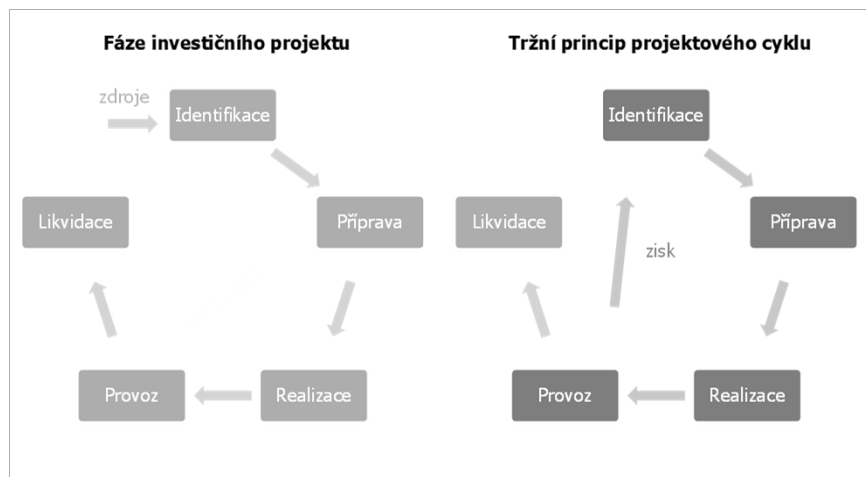 Fáze investičního projektu
zdroje
Identifikace
Likvidace
Příprava
Provoz
Realizace
Tržní princip projektového cyklu
Identifikace
Likvidace
Příprava
zisk
Provoz
Realizace